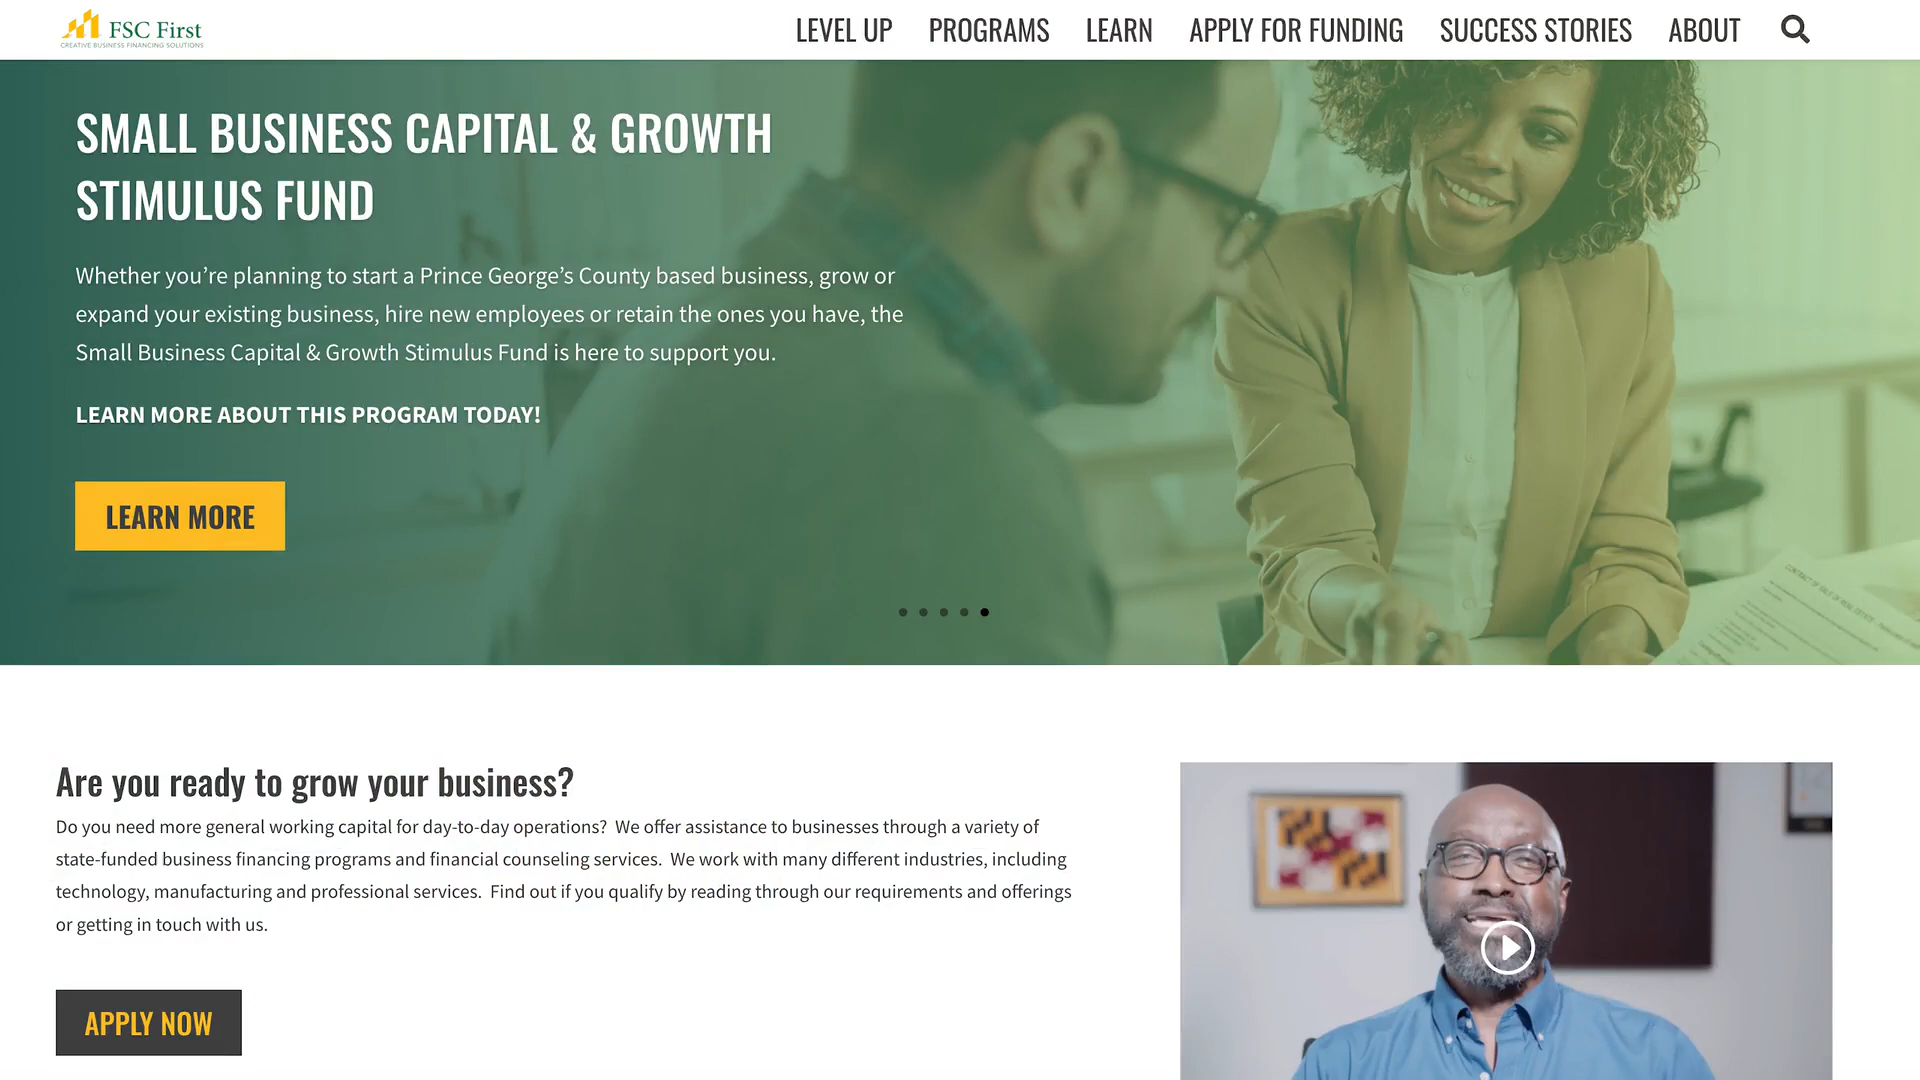 FSC First
CREATIVE BUSINESS FINANCING SOLUTIONS
LEVEL UP PROGRAMS LEARN APPLY FOR FUNDING SUCCESS STORIES ABOUT
SMALL BUSINESS CAPITAL & GROWTH
STIMULUS FUND
Whether you’re planning to start a Prince George’s County based business, grow or
expand your existing business, hire new employees or retain the ones you have, the
Small Business Capital & Growth Stimulus Fund is here to support you.
LEARN MORE ABOUT THIS PROGRAM TODAY!
LEARN MORE
CONTRACT OF SALE OF REAL ESTATE
Are you ready to grow your business?
Do you need more general working capital for day-to-day operations?  We offer assistance to businesses through a variety of
state-funded business financing programs and financial counseling services.  We work with many different industries, including
technology, manufacturing and professional services.  Find out if you qualify by reading through our requirements and offerings
or getting in touch with us.
APPLY NOW